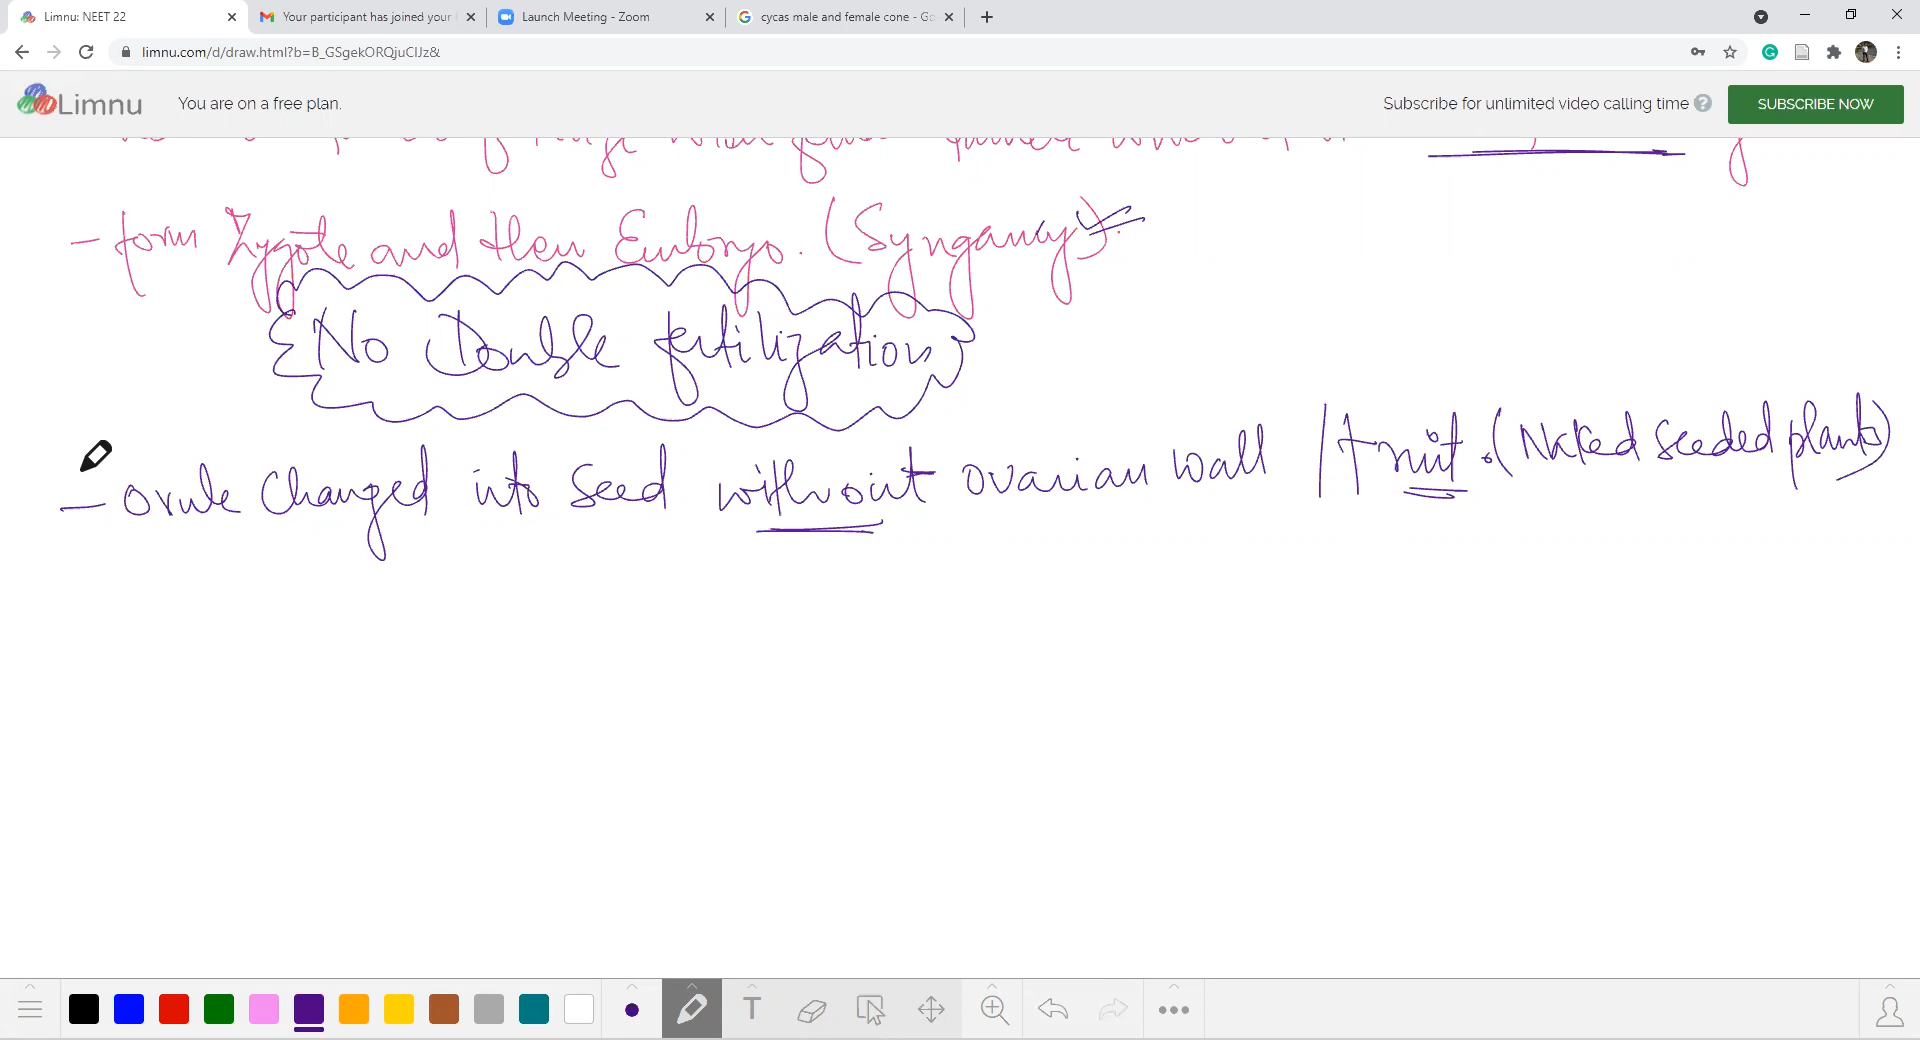 Limnu: NEET 22
Your participant has joined your
Launch Meeting - Zoom
cycas male and female cone - Go
limnu.com/d/draw.html?b=B_GSgekORQjuClJz&
Limnu
You are on a free plan.
Subscribe for unlimited video calling time ?
SUBSCRIBE NOW
- form Zygote and then Embryo. (Syngamy).
No Double fertilization
- ovule changed into seed without ovarian wall / fruit. (Naked seeded plants)
T